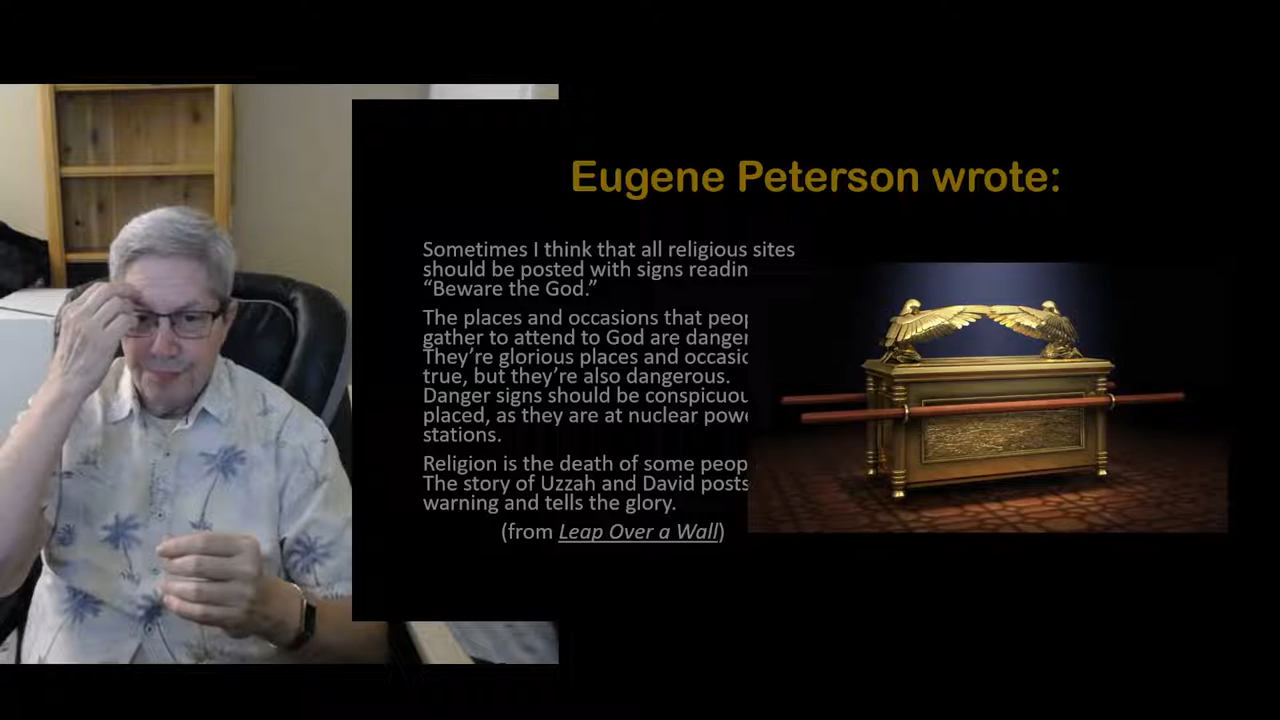 Eugene Peterson wrote:
Sometimes I think that all religious sites
should be posted with signs readin
“Beware the God.”
The places and occasions that peop
gather to attend to God are danger
They’re glorious places and occasio
true, but they’re also dangerous.
Danger signs should be conspicuou
placed, as they are at nuclear powe
stations.
Religion is the death of some peop
The story of Uzzah and David posts
warning and tells the glory.
(from Leap Over a Wall)